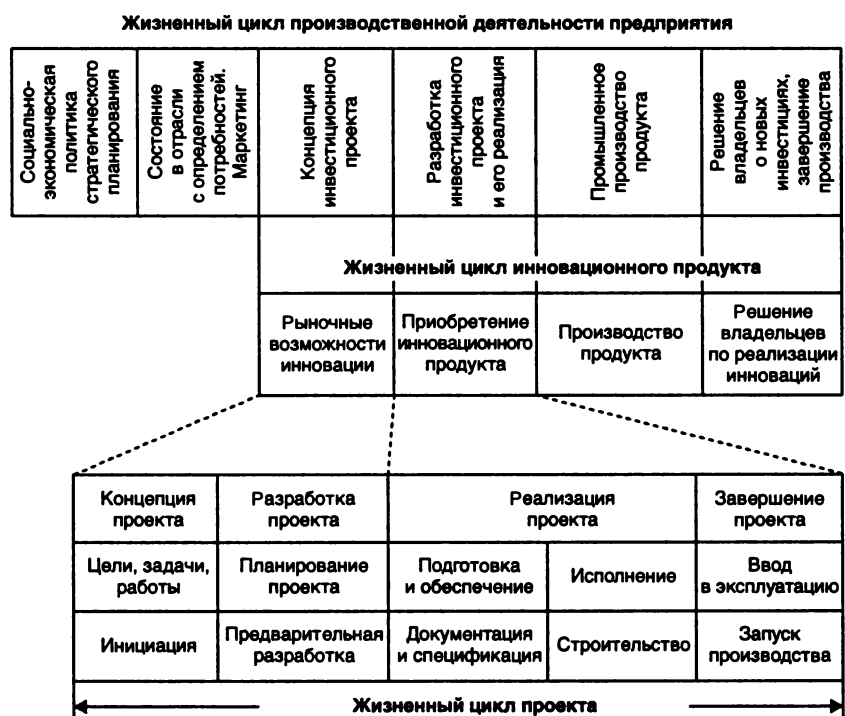 Жизненный цикл производственной деятельности предприятия
Социально-
экономическая
политика
стратегического
планирования
Состояние
в отрасли
с определением
потребностей.
Маркетинг
Концепция
инвестиционного
проекта
Разработка
инвестиционного
проекта
и его реализация
Промышленное
производство
продукта
Решение
владельцев
о новых
инвестициях,
завершение
производства
Жизненный цикл инновационного продукта
Рыночные
возможности
инновации
Приобретение
инновационного
продукта
Производство
продукта
Решение
владельцев
по реализации
инноваций
Концепция
проекта
Разработка
проекта
Реализация
проекта
Завершение
проекта
Цели, задачи,
работы
Планирование
проекта
Подготовка
и обеспечение
Исполнение
Ввод
в эксплуатацию
Инициация
Предварительная
разработка
Документация
и спецификация
Строительство
Запуск
производства
Жизненный цикл проекта